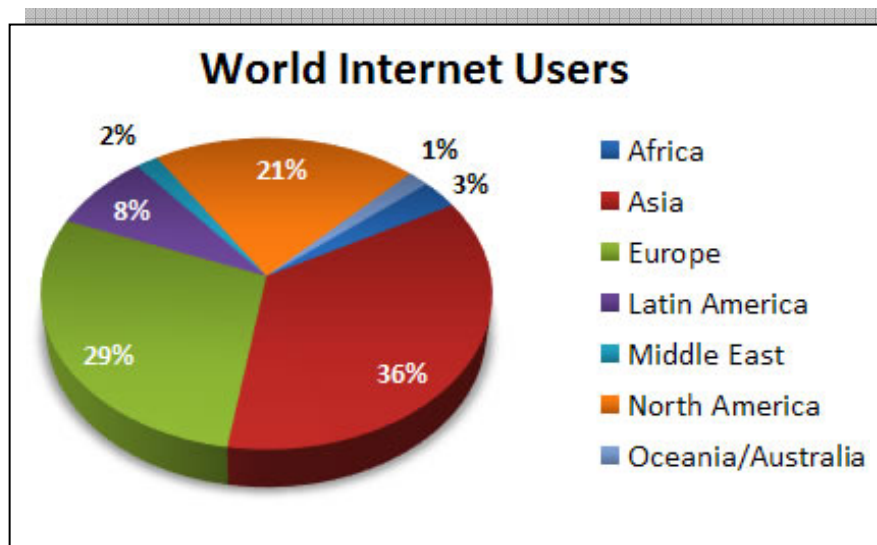 World Internet Users
2%
21%
1%
3%
8%
29%
36%
Africa
Asia
Europe
Latin America
Middle East
North America
Oceania/Australia